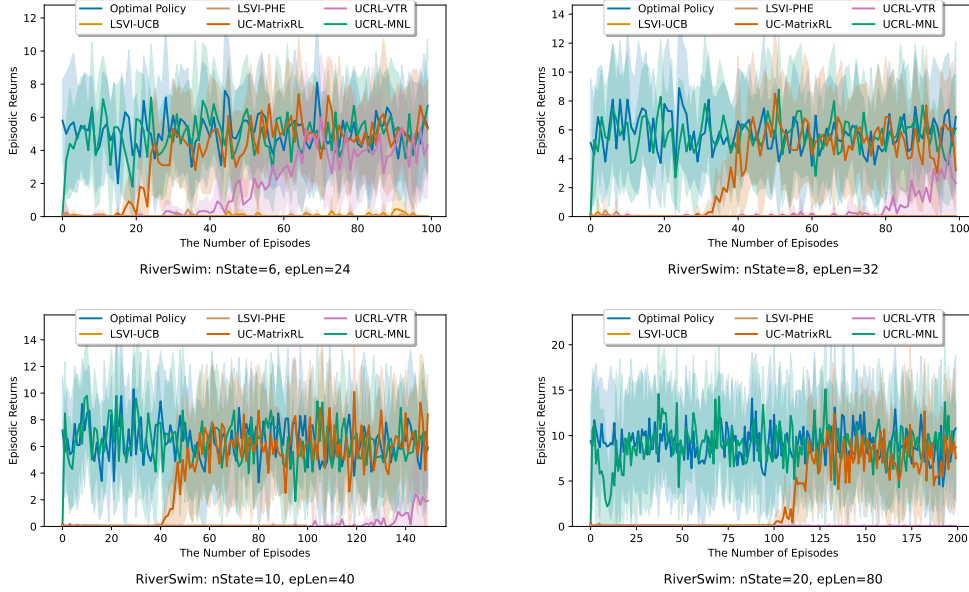 Optimal Policy LSVI-PHE UCRL-VTR
LSVI-UCB UC-MatrixRL UCRL-MNL
12
10
8
6
4
2
0
Episodic Returns
0 20 40 60 80 100
The Number of Episodes
RiverSwim: nState=6, epLen=24
Optimal Policy LSVI-PHE UCRL-VTR
LSVI-UCB UC-MatrixRL UCRL-MNL
14
12
10
8
6
4
2
0
Episodic Returns
0 20 40 60 80 100
The Number of Episodes
RiverSwim: nState=8, epLen=32
Optimal Policy LSVI-PHE UCRL-VTR
LSVI-UCB UC-MatrixRL UCRL-MNL
14
12
10
8
6
4
2
0
Episodic Returns
0 20 40 60 80 100 120 140
The Number of Episodes
RiverSwim: nState=10, epLen=40
Optimal Policy LSVI-PHE UCRL-VTR
LSVI-UCB UC-MatrixRL UCRL-MNL
20
15
10
5
0
Episodic Returns
0 25 50 75 100 125 150 175 200
The Number of Episodes
RiverSwim: nState=20, epLen=80